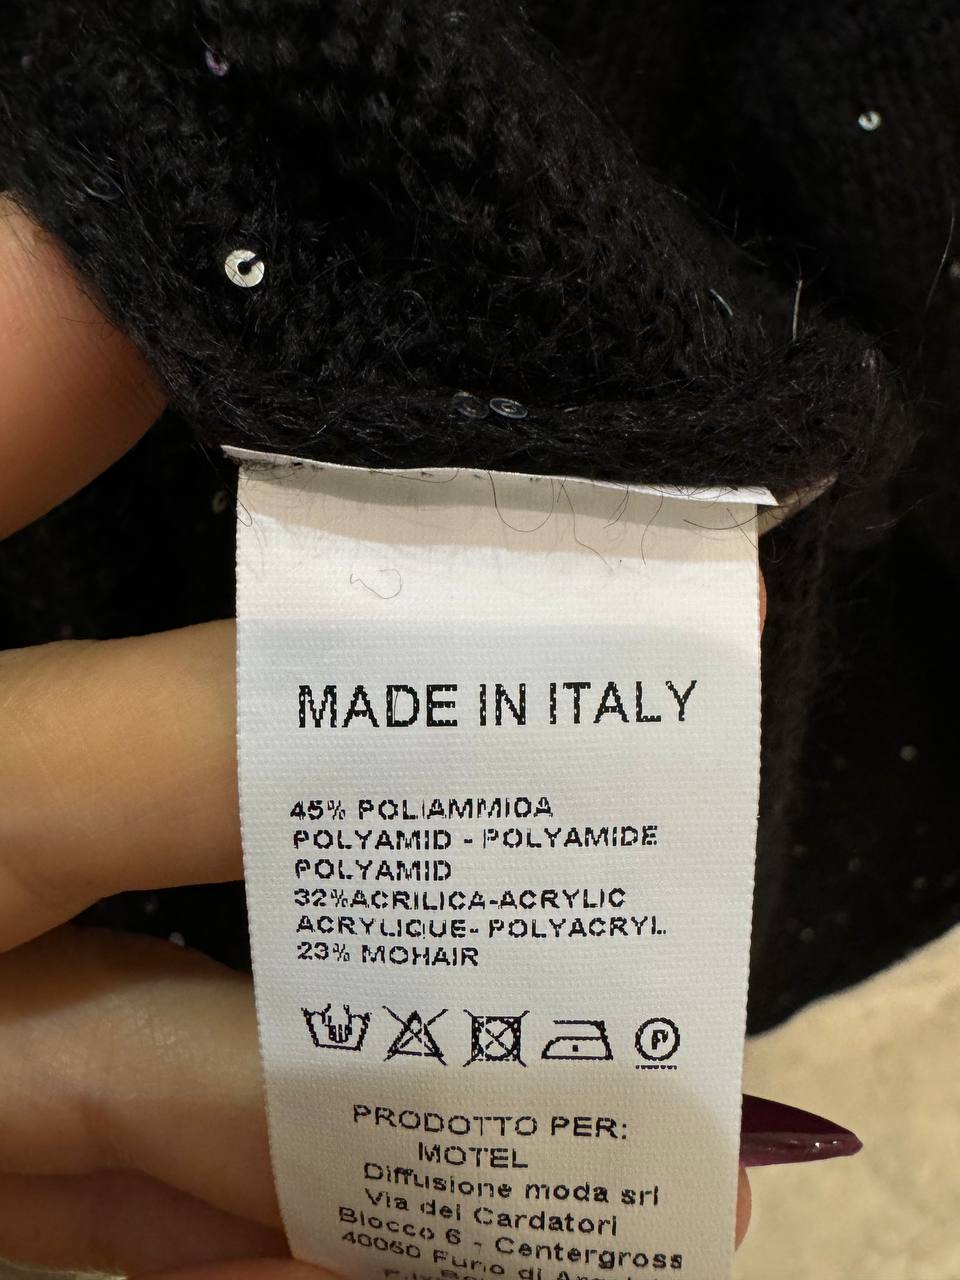 MADE IN ITALY
45% POLIAMMIDA
POLYAMID - POLYAMIDE
POLYAMID
32%ACRILICA-ACRYLIC
ACRYLIQUE- POLYACRYL.
23% MOHAIR
P
PRODOTTO PER:
MOTEL
Diffusione moda srl
Via dei Cardatori
Blocco 6 - Centergross
40050 Funo di